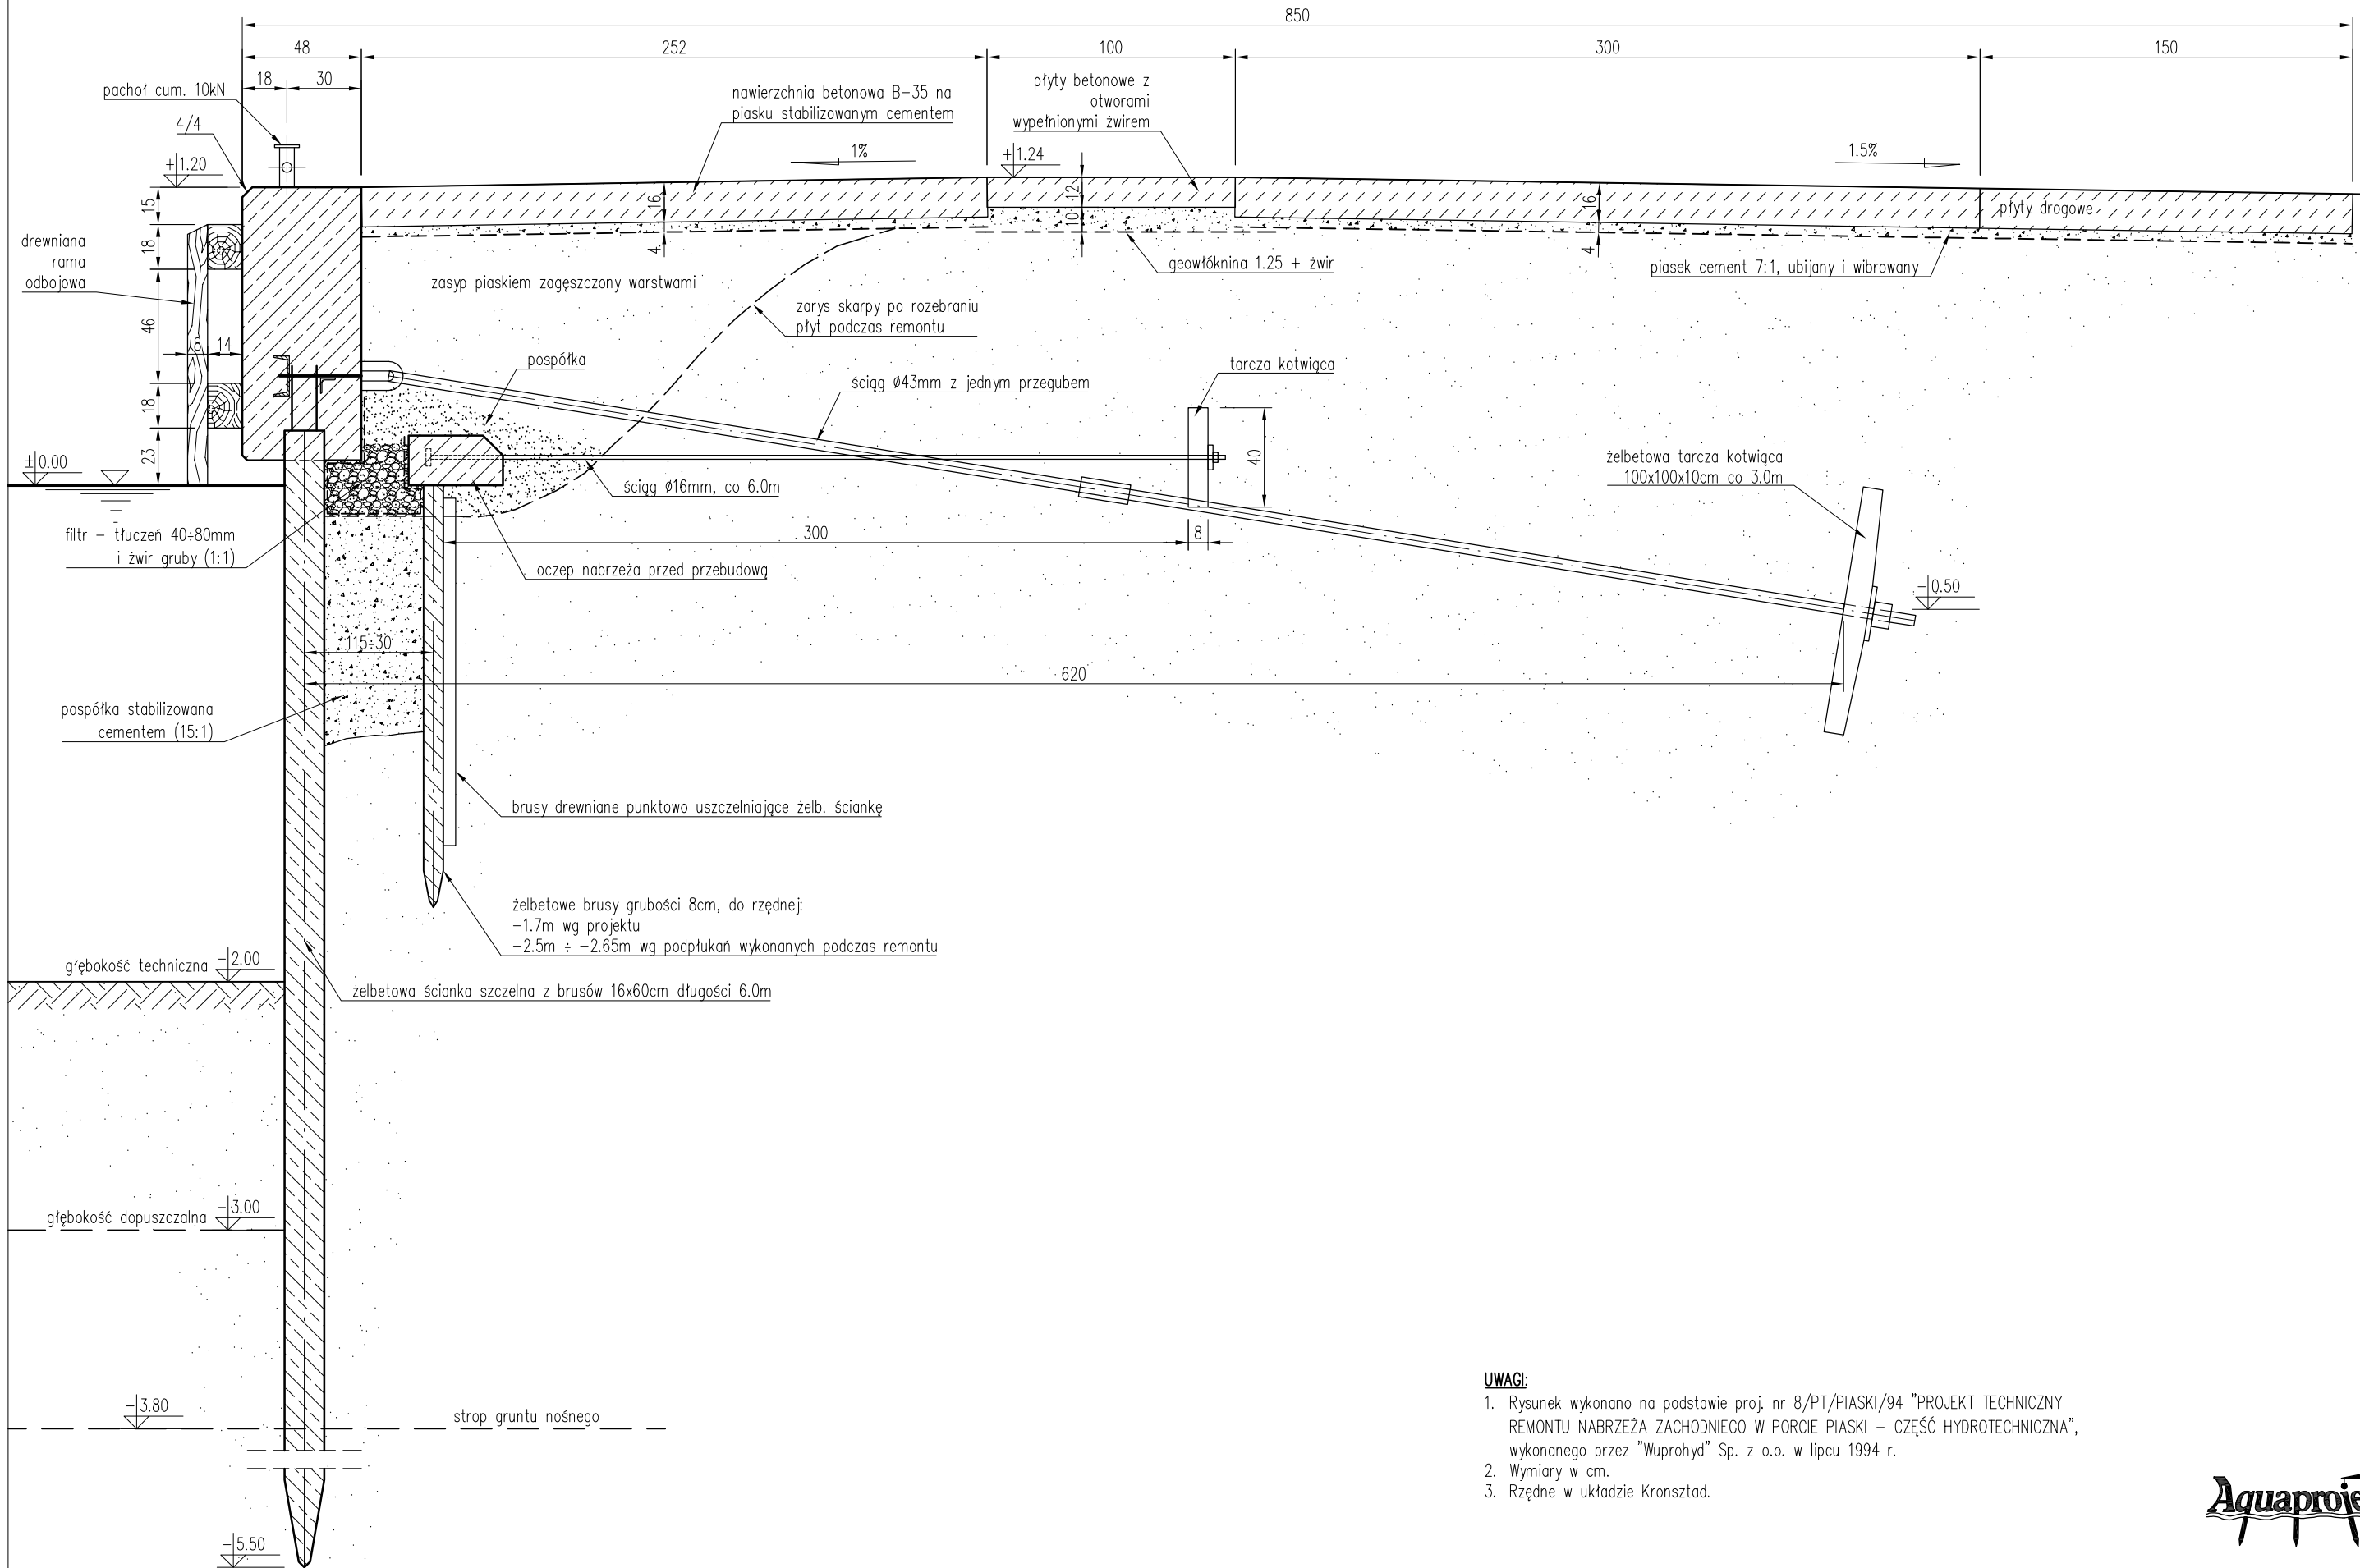 850
48
252
100
300
150
18
30
pachoł cum. 10kN
4/4
+1.20
nawierzchnia betonowa B-35 na
piasku stabilizowanym cementem
płyty betonowe z
otworami
wypełnionymi żwirem
1%
+1.24
1.5%
15
18
46
18
23
8
14
16
4
12
10
16
4
płyty drogowe
drewniana
rama
odbojowa
zasyp piaskiem zagęszczony warstwami
geowłóknina 1.25 + żwir
piasek cement 7:1, ubijany i wibrowany
zarys skarpy po rozebraniu
płyt podczas remontu
pospółka
ściąg ø43mm z jednym przegubem
tarcza kotwiąca
40
±0.00
żelbetowa tarcza kotwiąca
100x100x10cm co 3.0m
ściąg ø16mm, co 6.0m
filtr - tłuczeń 40÷80mm
i żwir gruby (1:1)
300
8
oczep nabrzeża przed przebudową
-0.50
115÷30
620
pospółka stabilizowana
cementem (15:1)
brusy drewniane punktowo uszczelniające żelb. ściankę
żelbetowe brusy grubości 8cm, do rzędnej:
-1.7m wg projektu
-2.5m ÷ -2.65m wg podpłukań wykonanych podczas remontu
głębokość techniczna
-2.00
żelbetowa ścianka szczelna z brusów 16x60cm długości 6.0m
głębokość dopuszczalna
-3.00
-3.80
strop gruntu nośnego
-5.50
UWAGI:
1. Rysunek wykonano na podstawie proj. nr 8/PT/PIASKI/94 "PROJEKT TECHNICZNY
REMONTU NABRZEŻA ZACHODNIEGO W PORCIE PIASKI - CZĘŚĆ HYDROTECHNICZNA",
wykonanego przez "Wuprohyd" Sp. z o.o. w lipcu 1994 r.
2. Wymiary w cm.
3. Rzędne w układzie Kronsztad.